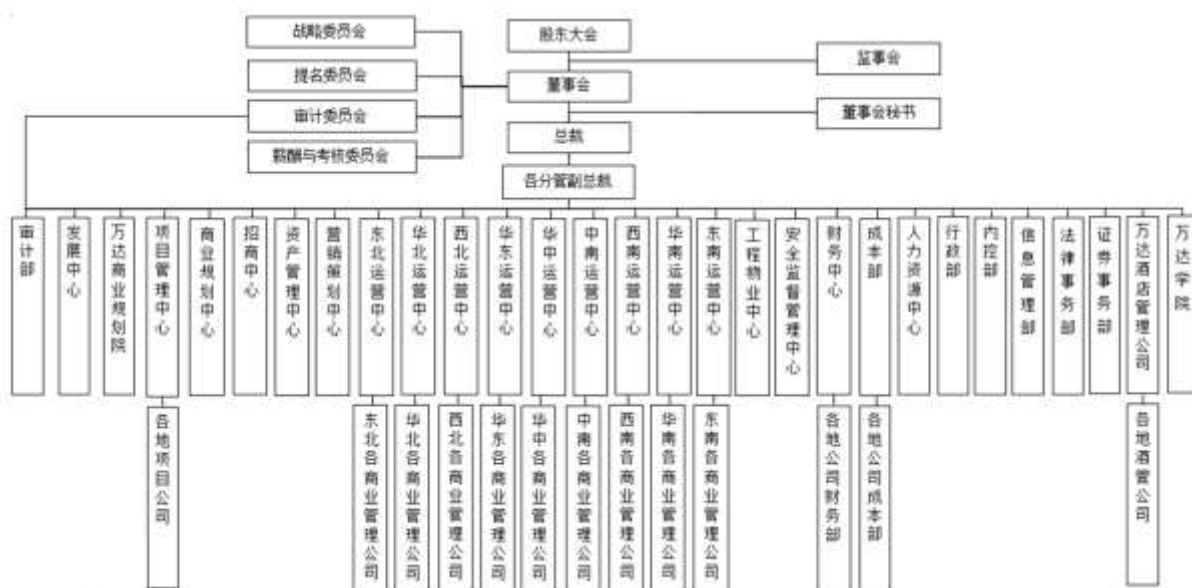 战略委员会
股东大会
监事会
提名委员会
董事会
审计委员会
董事会秘书
总裁
薪酬与考核委员会
各分管副总裁
审计部
发展中心
万达商业规划院
项目管理中心
商业规划中心
招商中心
资产管理中心
营销策划中心
东北运营中心
华北运营中心
西北运营中心
华东运营中心
华中运营中心
中南运营中心
西南运营中心
华南运营中心
东南运营中心
工程物业中心
安全监督管理中心
财务中心
成本部
人力资源中心
行政部
内控部
信息管理部
法律事务部
证券事务部
万达酒店管理公司
万达学院
各地项目公司
东北各商业管理公司
华北各商业管理公司
西北各商业管理公司
华东各商业管理公司
华中各商业管理公司
中南各商业管理公司
西南各商业管理公司
华南各商业管理公司
东南各商业管理公司
各地公司财务部
各地公司成本部
各地酒管公司